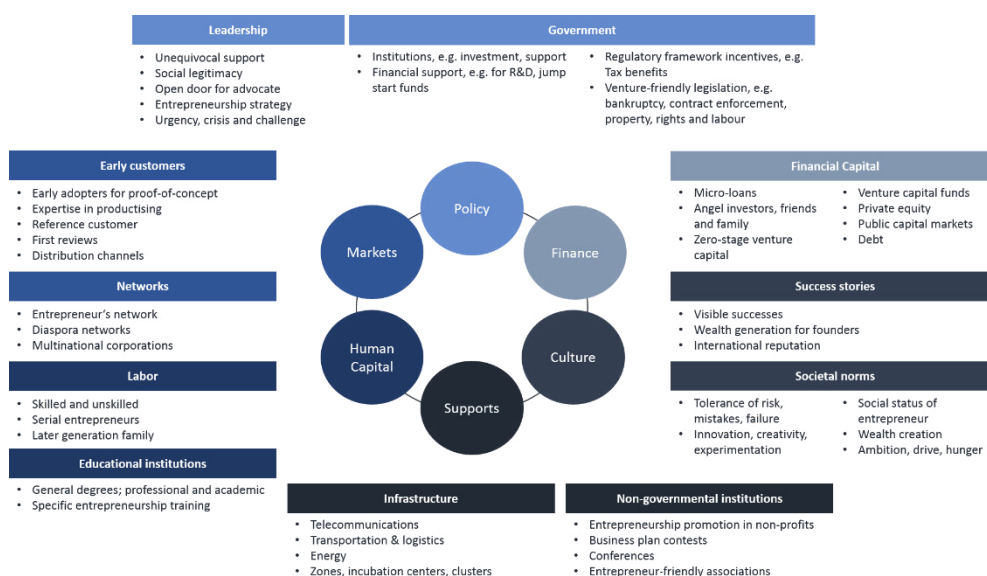 Leadership
• Unequivocal support
• Social legitimacy
• Open door for advocate
• Entrepreneurship strategy
• Urgency, crisis and challenge
Government
• Institutions, e.g. investment, support
• Financial support, e.g. for R&D, jump
start funds
• Regulatory framework incentives, e.g.
Tax benefits
• Venture-friendly legislation, e.g.
bankruptcy, contract enforcement,
property, rights and labour
Early customers
• Early adopters for proof-of-concept
• Expertise in productising
• Reference customer
• First reviews
• Distribution channels
Networks
• Entrepreneur's network
• Diaspora networks
• Multinational corporations
Labor
• Skilled and unskilled
• Serial entrepreneurs
• Later generation family
Educational institutions
• General degrees; professional and academic
• Specific entrepreneurship training
Policy
Markets
Finance
Human
Capital
Culture
Supports
Financial Capital
• Micro-loans
• Angel investors, friends
and family
• Zero-stage venture
capital
• Venture capital funds
• Private equity
• Public capital markets
• Debt
Success stories
• Visible successes
• Wealth generation for founders
• International reputation
Societal norms
• Tolerance of risk,
mistakes, failure
• Innovation, creativity,
experimentation
• Social status of
entrepreneur
• Wealth creation
• Ambition, drive, hunger
Infrastructure
• Telecommunications
• Transportation & logistics
• Energy
• Zones, incubation centers, clusters
Non-governmental institutions
• Entrepreneurship promotion in non-profits
• Business plan contests
• Conferences
• Entrepreneur-friendly associations